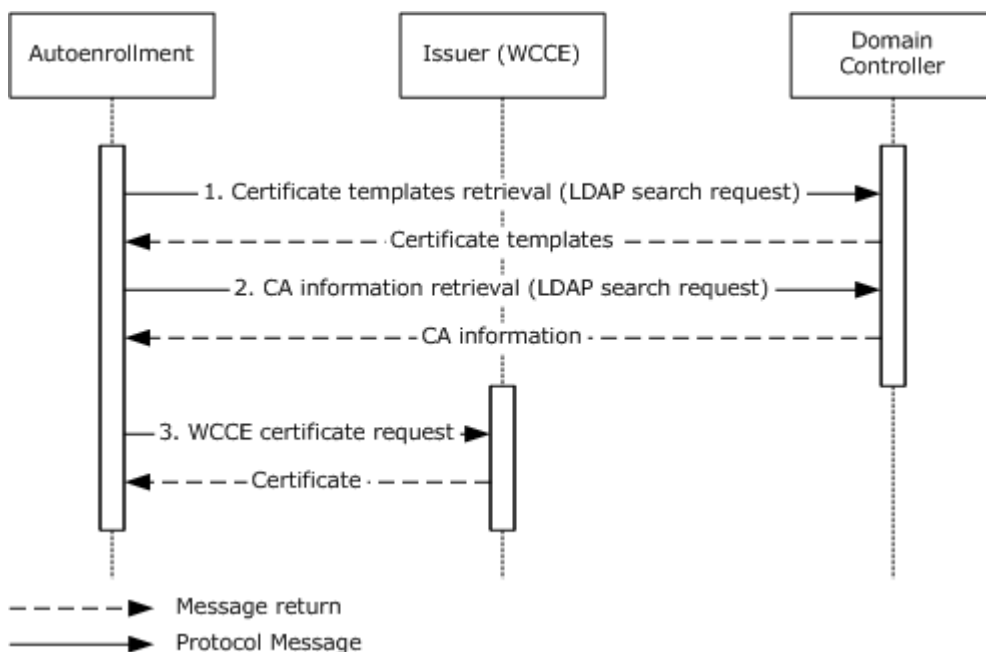 Autoenrollment
Issuer (WCCE)
Domain
Controller
1. Certificate templates retrieval (LDAP search request)
Certificate templates
2. CA information retrieval (LDAP search request)
CA information
3. WCCE certificate request
Certificate
Message return
Protocol Message